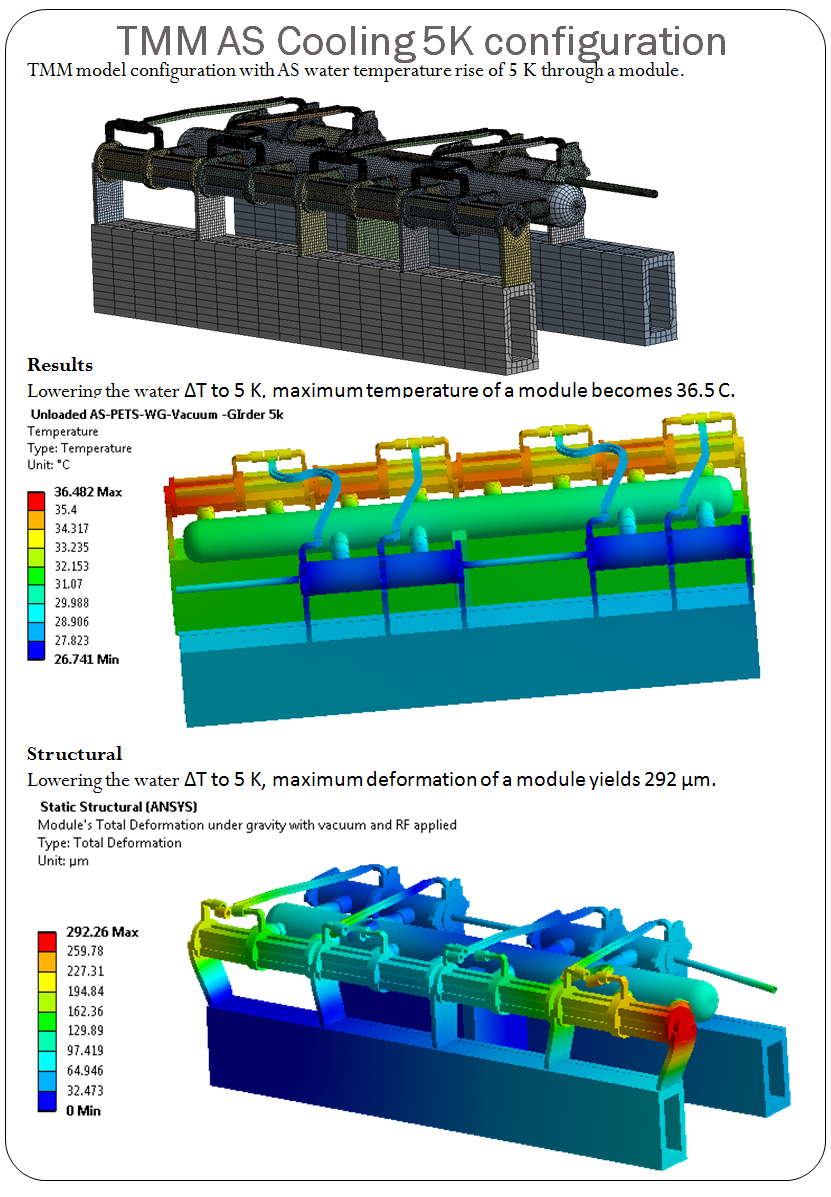 TMM AS Cooling 5K configuration
TMM model configuration with AS water temperature rise of 5 K through a module.
Results
Lowering the water ΔT to 5 K, maximum temperature of a module becomes 36.5 C.
Unloaded AS-PETS-WG-Vacuum -GIrder 5k
Temperature
Type: Temperature
Unit: °C
36.482 Max
35.4
34.317
33.235
32.153
31.07
29.988
28.906
27.823
26.741 Min
Structural
Lowering the water ΔT to 5 K, maximum deformation of a module yields 292 µm.
Static Structural (ANSYS)
Module's Total Deformation under gravity with vacuum and RF applied
Type: Total Deformation
Unit: µm
292.26 Max
259.78
227.31
194.84
162.36
129.89
97.419
64.946
32.473
0 Min